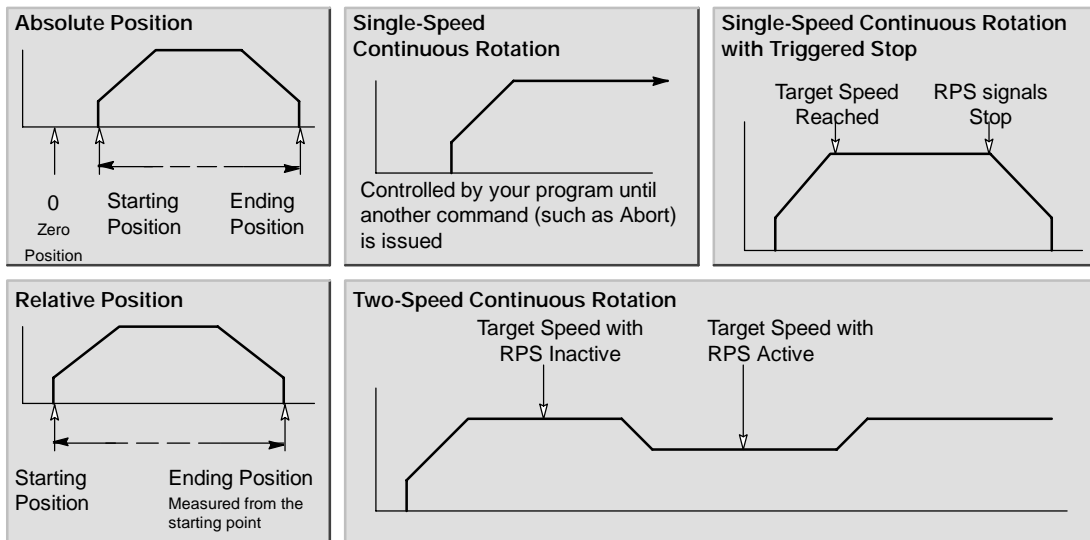 Absolute Position
0
Zero
Position
Starting
Position
Ending
Position
Single-Speed
Continuous Rotation
Controlled by your program until
another command (such as Abort)
is issued
Single-Speed Continuous Rotation
with Triggered Stop
Target Speed
Reached
RPS signals
Stop
Relative Position
Starting
Position
Ending Position
Measured from the
starting point
Two-Speed Continuous Rotation
Target Speed with
RPS Inactive
Target Speed with
RPS Active